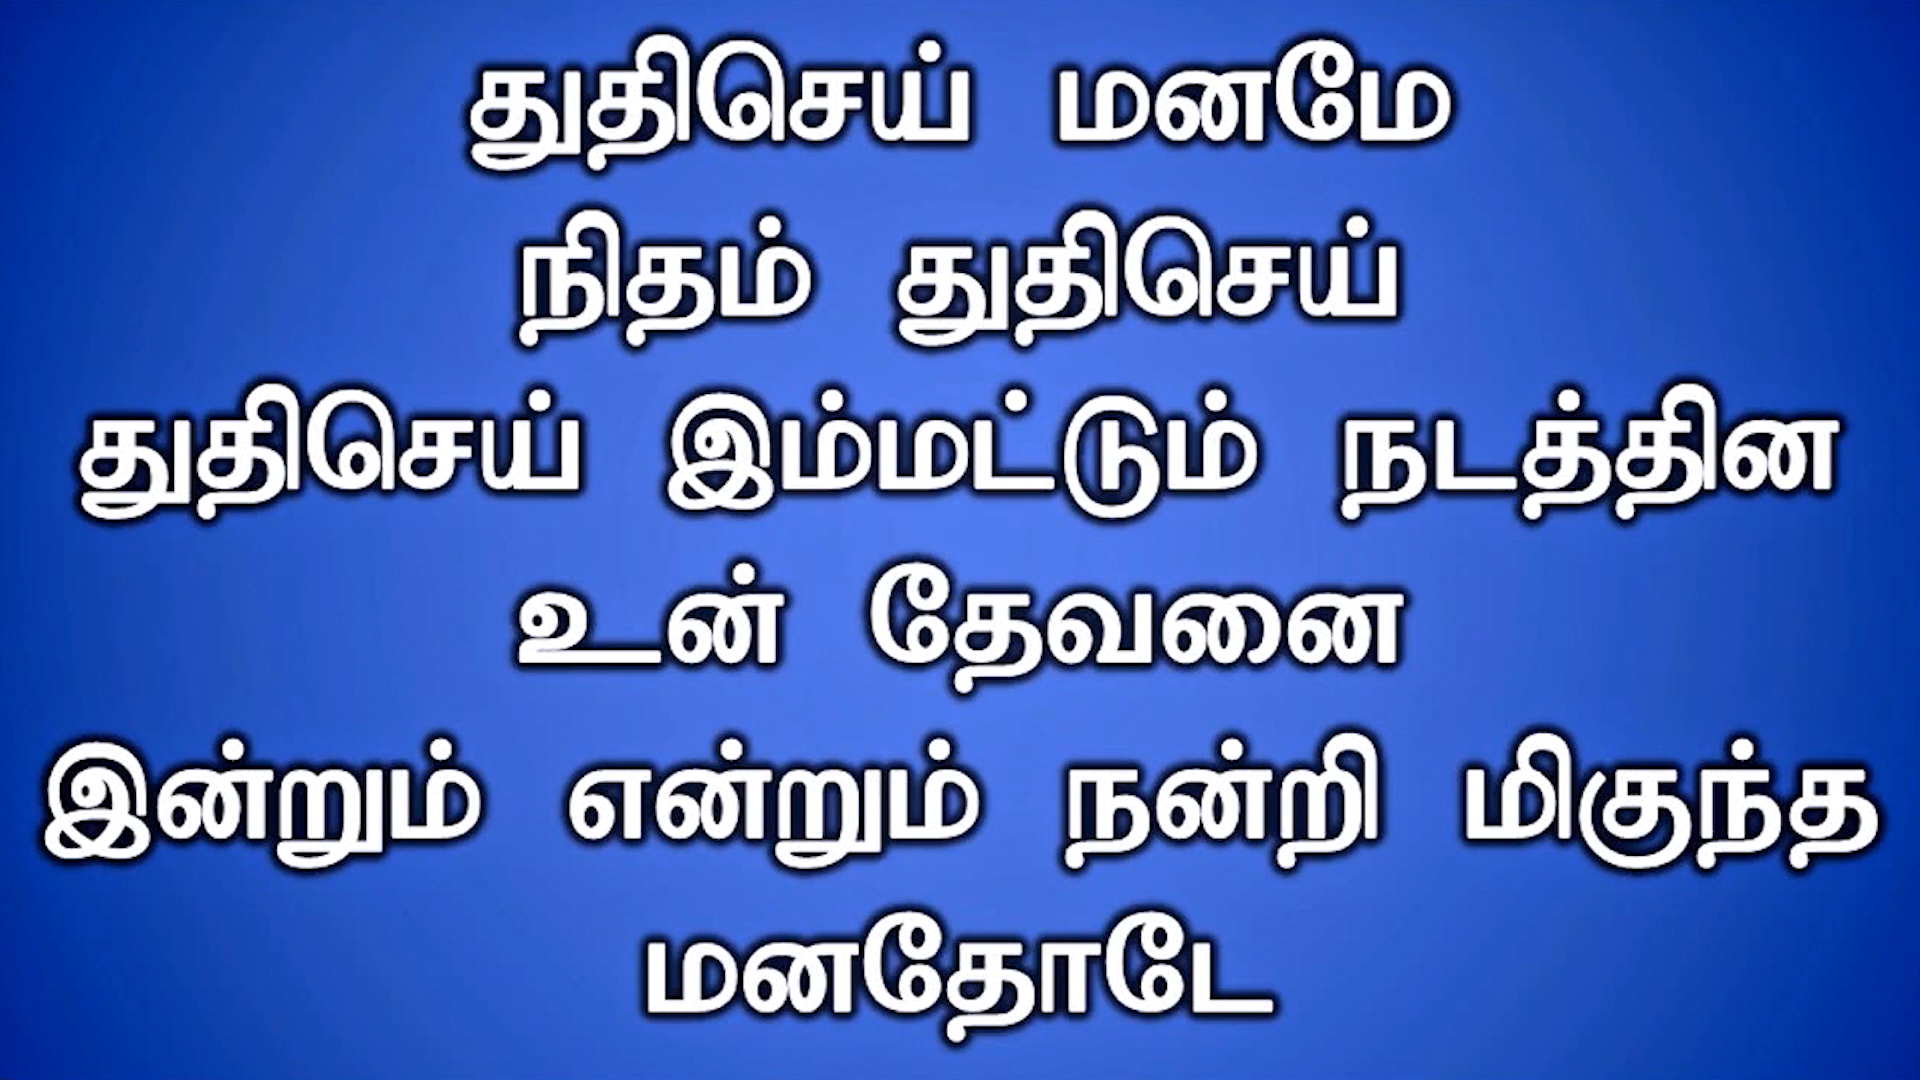 துதிசெய் மனமே
நிதம் துதிசெய்
துதிசெய் இம்மட்டும் நடத்தின
உன் தேவனை
இன்றும் என்றும் நன்றி மிகுந்த
மனதோடே